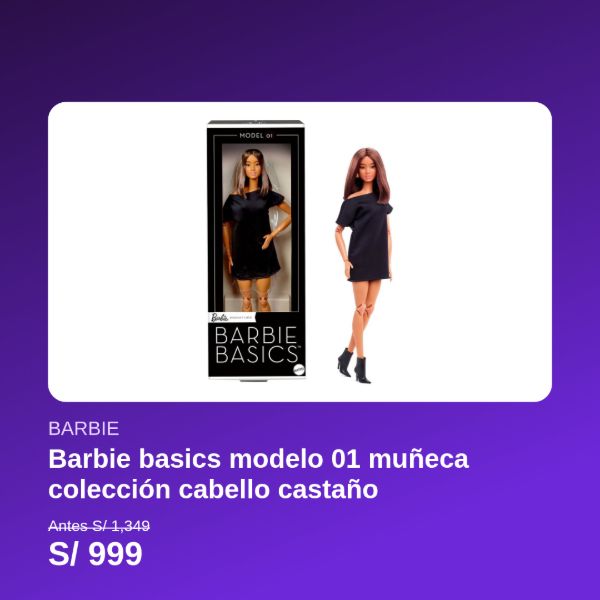 MODEL 01
Barbie
BARBIE
BASICS
BARBIE
Barbie basics modelo 01 muñeca
colección cabello castaño
Antes S/ 1,349
S/ 999